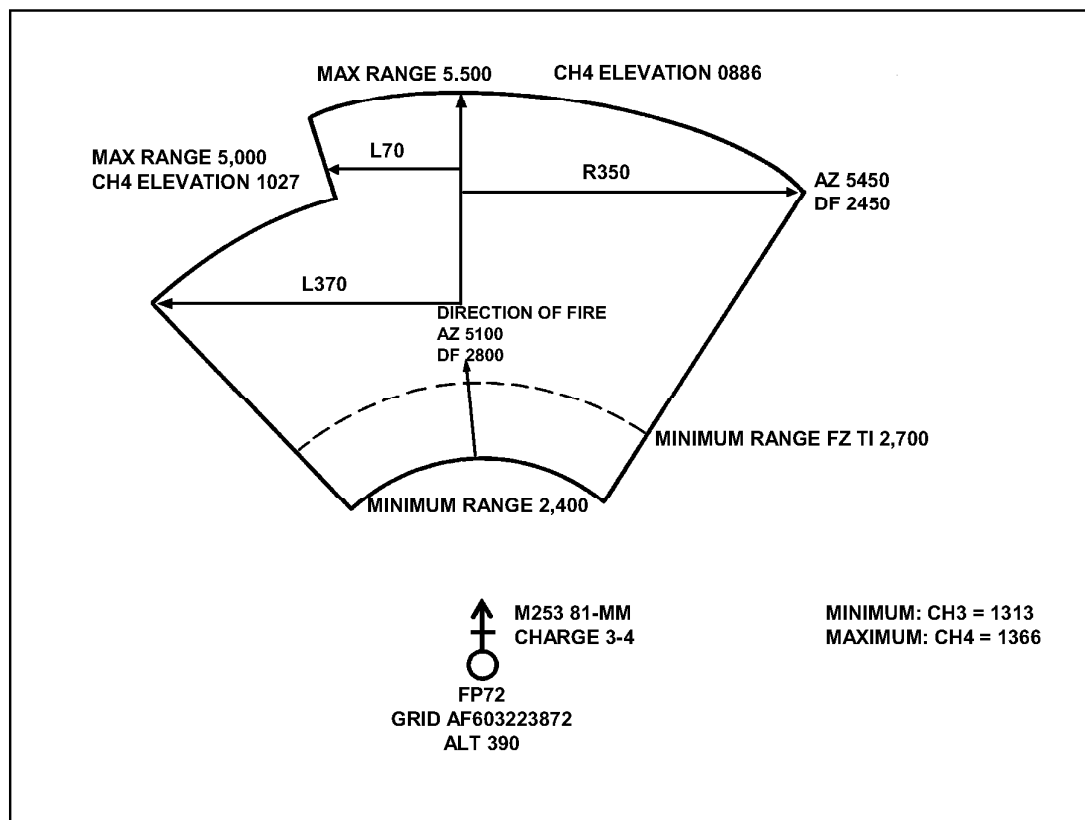 MAX RANGE 5.500
CH4 ELEVATION 0886
MAX RANGE 5,000
CH4 ELEVATION 1027
L70
R350
AZ 5450
DF 2450
L370
DIRECTION OF FIRE
AZ 5100
DF 2800
MINIMUM RANGE FZ TI 2,700
MINIMUM RANGE 2,400
M253 81-MM
CHARGE 3-4
MINIMUM: CH3 = 1313
MAXIMUM: CH4 = 1366
FP72
GRID AF603223872
ALT 390